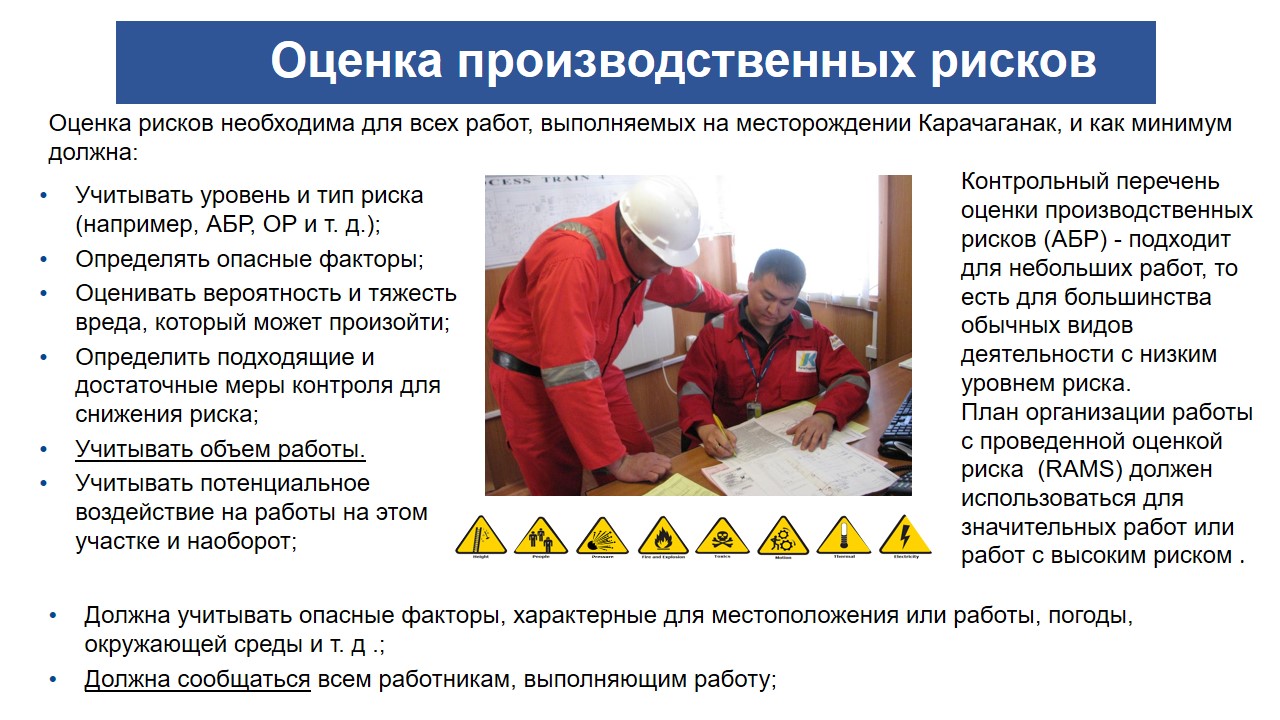 Оценка производственных рисков
Оценка рисков необходима для всех работ, выполняемых на месторождении Карачаганак, и как минимум
должна:
• Учитывать уровень и тип риска
(например, АБР, ОР и т. д.);
• Определять опасные факторы;
• Оценивать вероятность и тяжесть
вреда, который может произойти;
• Определить подходящие и
достаточные меры контроля для
снижения риска;
• Учитывать объем работы.
• Учитывать потенциальное
воздействие на работы на этом
участке и наоборот;
OCESS TRAIN 4
Height
People
Pressure
Fire and Explosion
Toxics
Motion
Thermal
Electricity
Контрольный перечень
оценки производственных
рисков (АБР) - подходит
для небольших работ, то
есть для большинства
обычных видов
деятельности с низким
уровнем риска.
План организации работы
с проведенной оценкой
риска (RAMS) должен
использоваться для
значительных работ или
работ с высоким риском .
• Должна учитывать опасные факторы, характерные для местоположения или работы, погоды,
окружающей среды и т. д .;
• Должна сообщаться всем работникам, выполняющим работу;